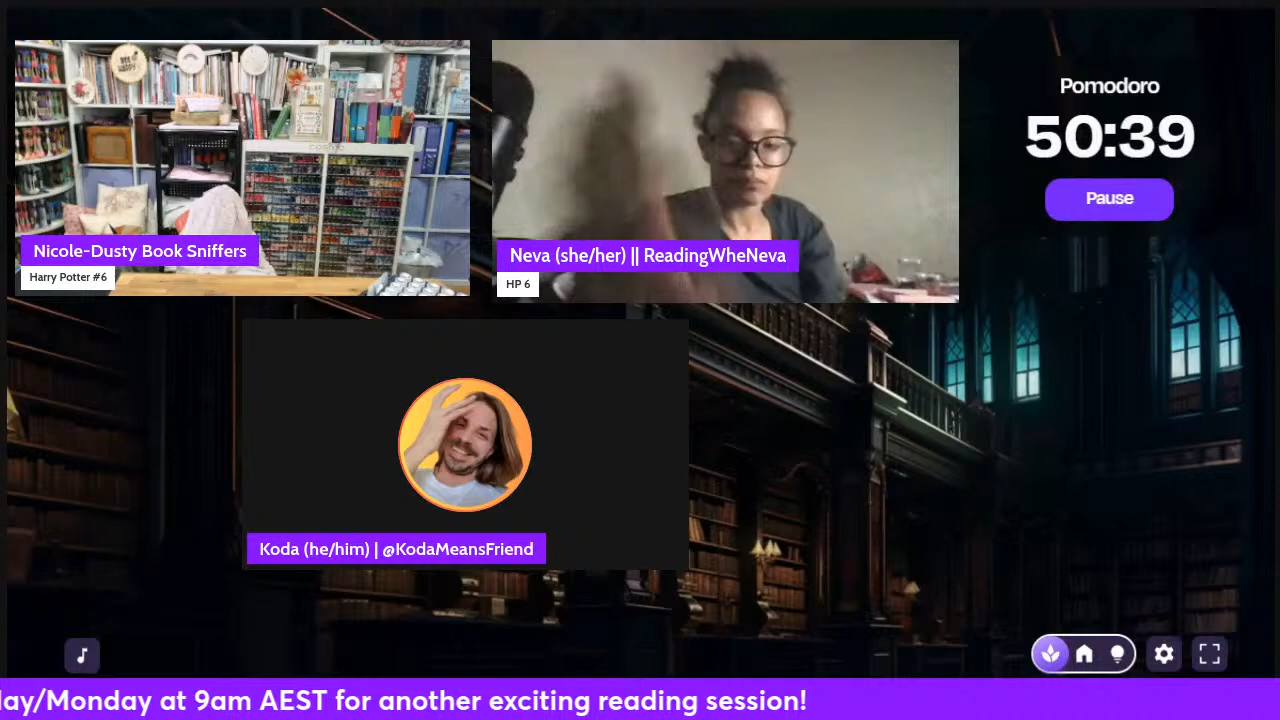 Nicole-Dusty Book Sniffers
Harry Potter #6
Neva (she/her) || ReadingWheNeva
HP 6
Koda (he/him) | @KodaMeansFriend
Pomodoro
50:39
Pause
day/Monday at 9am AEST for another exciting reading session!